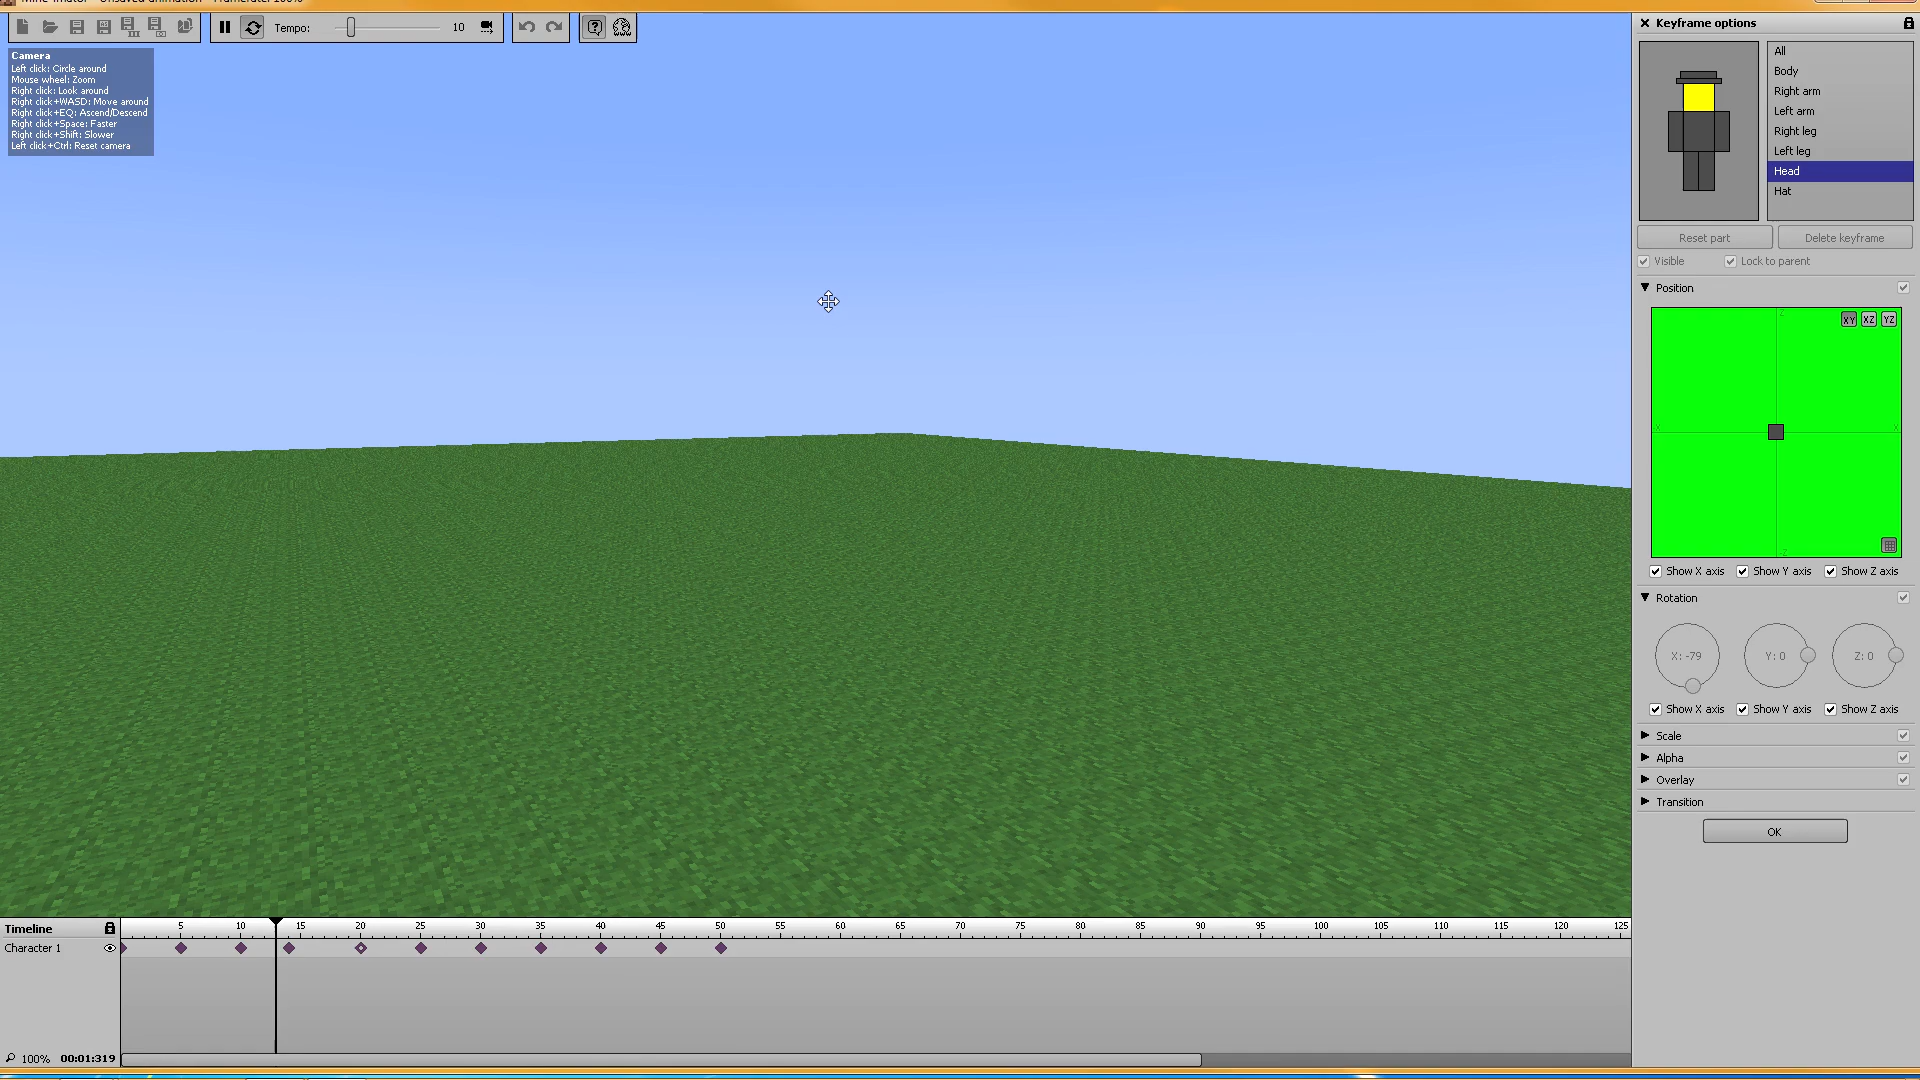 Mine-imator - Unsaved animation - Framerate: 100%
Tempo:
10
Camera
Left click: Circle around
Mouse wheel: Zoom
Right click: Look around
Right click+WASD: Move around
Right click+EQ: Ascend/Descend
Right click+Space: Faster
Right click+Shift: Slower
Left click+Ctrl: Reset camera
Keyframe options
All
Body
Right arm
Left arm
Right leg
Left leg
Head
Hat
Reset part
Delete keyframe
Visible
Lock to parent
Position
XY XZ YZ
Z
-X
X
-Z
Show X axis
Show Y axis
Show Z axis
Rotation
X: -79
Y: 0
Z: 0
Show X axis
Show Y axis
Show Z axis
Scale
Alpha
Overlay
Transition
OK
Timeline
5 10 15 20 25 30 35 40 45 50 55 60 65 70 75 80 85 90 95 100 105 110 115 120 125
Character 1
100% 00:01:319